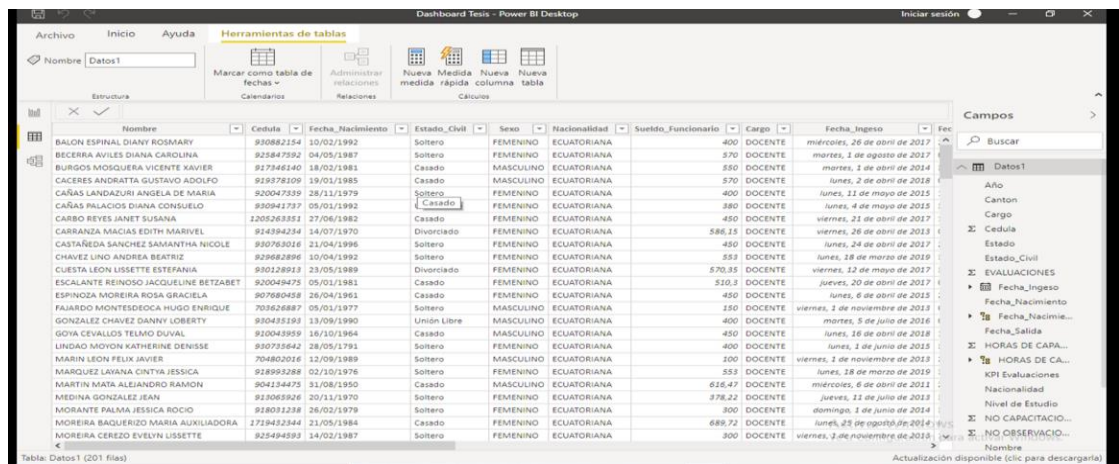 Dashboard Tesis - Power BI Desktop
Iniciar sesión
Archivo Inicio Ayuda Herramientas de tablas
Nombre Datos1
Marcar como tabla de fechas
Administrar relaciones
Nueva medida
Medida rápida
Nueva columna
Nueva tabla
Estructura Calendarios Relaciones Cálculos
Nombre Cedula Fecha_Nacimiento Estado_Civil Sexo Nacionalidad Sueldo_Funcionario Cargo Fecha_Ingeso Fec
BALON ESPINAL DIANY ROSMARY 930882154 10/02/1992 Soltero FEMENINO ECUATORIANA 400 DOCENTE miércoles, 26 de abril de 2017
BECERRA AVILES DIANA CAROLINA 925847592 04/05/1987 Soltero FEMENINO ECUATORIANA 570 DOCENTE martes, 1 de agosto de 2017
BURGOS MOSQUERA VICENTE XAVIER 917346140 18/02/1981 Casado MASCULINO ECUATORIANA 550 DOCENTE martes, 1 de abril de 2014
CACERES ANDRATTA GUSTAVO ADOLFO 919378109 19/01/1985 Casado MASCULINO ECUATORIANA 570 DOCENTE lunes, 2 de abril de 2018
CAÑAS LANDAZURI ANGELA DE MARIA 920047339 28/11/1979 Soltero FEMENINO ECUATORIANA 400 DOCENTE lunes, 11 de mayo de 2015
CAÑAS PALACIOS DIANA CONSUELO 930941737 05/01/1992 Casado FEMENINO ECUATORIANA 380 DOCENTE lunes, 4 de mayo de 2015
CARBO REYES JANET SUSANA 1205263351 27/06/1982 Casado FEMENINO ECUATORIANA 450 DOCENTE viernes, 21 de abril de 2017
CARRANZA MACIAS EDITH MARIVEL 914394234 14/07/1970 Divorciado FEMENINO ECUATORIANA 586,15 DOCENTE viernes, 26 de abril de 2013
CASTAÑEDA SANCHEZ SAMANTHA NICOLE 930763016 21/04/1996 Soltero FEMENINO ECUATORIANA 450 DOCENTE lunes, 24 de abril de 2017
CHAVEZ LINO ANDREA BEATRIZ 929682896 10/04/1992 Soltero FEMENINO ECUATORIANA 553 DOCENTE lunes, 18 de marzo de 2019
CUESTA LEON LISSETTE ESTEFANIA 930128913 23/05/1989 Divorciado FEMENINO ECUATORIANA 570,35 DOCENTE viernes, 12 de mayo de 2017
ESCALANTE REINOSO JACQUELINE BETZABET 920049475 05/01/1981 Casado FEMENINO ECUATORIANA 510,3 DOCENTE jueves, 20 de abril de 2017
ESPINOZA MOREIRA ROSA GRACIELA 907680458 26/04/1961 Casado FEMENINO ECUATORIANA 450 DOCENTE lunes, 6 de abril de 2015
FAJARDO MONTESDEOCA HUGO ENRIQUE 703626887 05/01/1977 Soltero MASCULINO ECUATORIANA 150 DOCENTE viernes, 1 de noviembre de 2013
GONZALEZ CHAVEZ DANNY LOBERTY 930435193 13/09/1990 Unión Libre MASCULINO ECUATORIANA 400 DOCENTE martes, 5 de julio de 2016
GOYA CEVALLOS TELMO DUVAL 910043959 16/10/1964 Casado MASCULINO ECUATORIANA 450 DOCENTE lunes, 16 de abril de 2018
LINDAO MOYON KATHERINE DENISSE 930735642 28/05/1791 Soltero FEMENINO ECUATORIANA 400 DOCENTE lunes, 1 de junio de 2015
MARIN LEON FELIX JAVIER 704802016 12/09/1989 Soltero MASCULINO ECUATORIANA 100 DOCENTE viernes, 1 de noviembre de 2013
MARQUEZ LAYANA CINTYA JESSICA 918993288 02/10/1976 Soltero FEMENINO ECUATORIANA 553 DOCENTE lunes, 18 de marzo de 2019
MARTIN MATA ALEJANDRO RAMON 904134475 31/08/1950 Casado MASCULINO ECUATORIANA 616,47 DOCENTE miércoles, 6 de abril de 2011
MEDINA GONZALEZ JEAN 913065926 20/11/1970 Soltero MASCULINO ECUATORIANA 378,22 DOCENTE jueves, 11 de julio de 2013
MORANTE PALMA JESSICA ROCIO 918031238 26/02/1979 Soltero FEMENINO ECUATORIANA 300 DOCENTE domingo, 1 de junio de 2014
MOREIRA BAQUERIZO MARIA AUXILIADORA 1719432344 21/05/1984 Casado FEMENINO ECUATORIANA 689,72 DOCENTE lunes, 25 de agosto de 2014
MOREIRA CEREZO EVELYN LISSETTE 925494593 14/02/1987 Soltero FEMENINO ECUATORIANA 300 DOCENTE viernes, 1 de noviembre de 2013
Campos
Buscar
Datos1
Año
Canton
Cargo
Cedula
Estado
Estado_Civil
EVALUACIONES
Fecha_Ingeso
Fecha_Nacimiento
Fecha_Nacimie...
Fecha_Salida
HORAS DE CAPA...
HORAS DE CA...
KPI Evaluaciones
Nacionalidad
Nivel de Estudio
NO CAPACITACIO...
NO OBSERVACIO...
Nombre
Tabla: Datos1 (201 filas)
Actualización disponible (clic para descargarla)